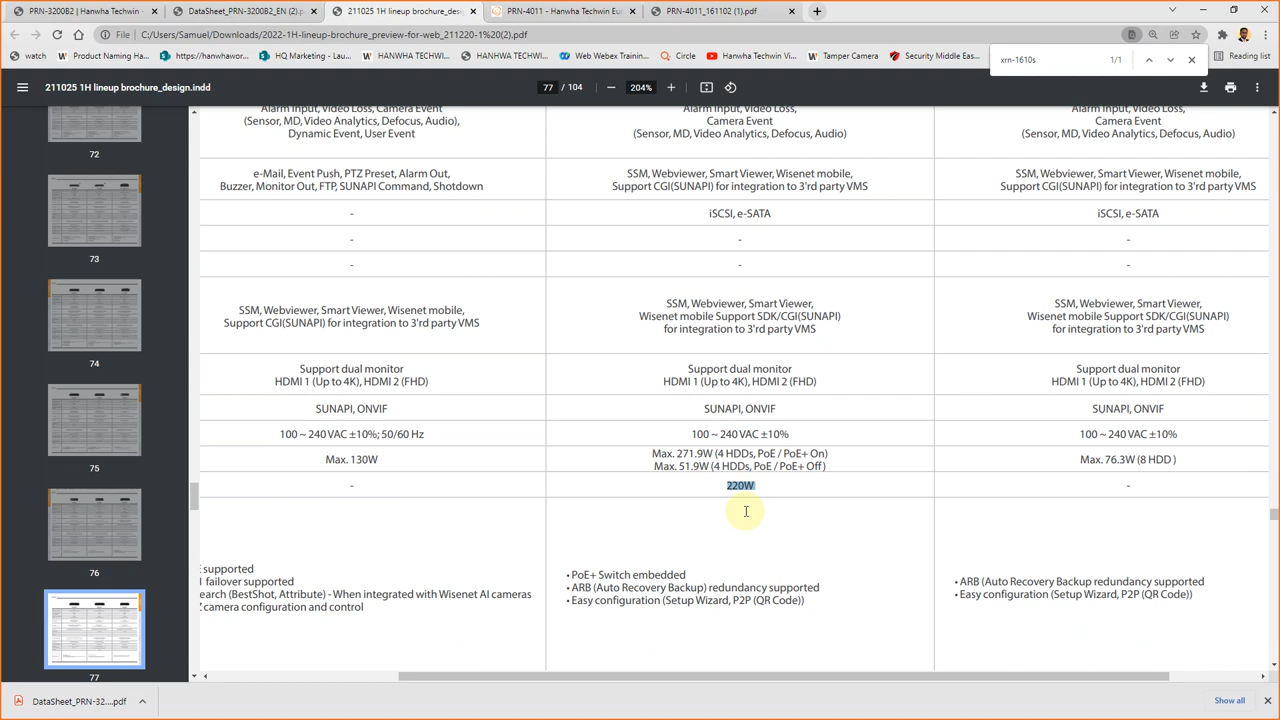 PRN-3200B2 | Hanwha Techwin - 
DataSheet_PRN-3200B2_EN (2).p
211025 1H lineup brochure_desi
PRN-4011 - Hanwha Techwin Eur
PRN-4011_161102 (1).pdf
File
C:/Users/Samuel/Downloads/2022-1H-lineup-brochure_preview-for-web_211220-1%20(2).pdf
watch
Product Naming Ha...
https://hanwhawor...
HQ Marketing - Lau...
HANWHA TECHWIN...
Web Webex Training...
Circle
Hanwha Techwin Vi...
Tamper Camera
Security Middle Eas...
Reading list
xrn-1610s
1/1
211025 1H lineup brochure_design.indd
77 / 104
204%
72
73
74
75
76
77
Alarm Input, Video Loss, Camera Event
(Sensor, MD, Video Analytics, Defocus, Audio),
Dynamic Event, User Event
Alarm Input, Video Loss,
Camera Event
(Sensor, MD, Video Analytics, Defocus, Audio)
Alarm Input, Video Loss,
Camera Event
(Sensor, MD, Video Analytics, Defocus, Audio)
e-Mail, Event Push, PTZ Preset, Alarm Out,
Buzzer, Monitor Out, FTP, SUNAPI Command, Shotdown
SSM, Webviewer, Smart Viewer, Wisenet mobile,
Support CGI(SUNAPI) for integration to 3'rd party VMS
SSM, Webviewer, Smart Viewer, Wisenet mobile,
Support CGI(SUNAPI) for integration to 3'rd party VMS
-
iSCSI, e-SATA
iSCSI, e-SATA
-
-
-
-
-
-
SSM, Webviewer, Smart Viewer, Wisenet mobile,
Support CGI(SUNAPI) for integration to 3'rd party VMS
SSM, Webviewer, Smart Viewer,
Wisenet mobile Support SDK/CGI(SUNAPI)
for integration to 3'rd party VMS
SSM, Webviewer, Smart Viewer,
Wisenet mobile Support SDK/CGI(SUNAPI)
for integration to 3'rd party VMS
Support dual monitor
HDMI 1 (Up to 4K), HDMI 2 (FHD)
Support dual monitor
HDMI 1 (Up to 4K), HDMI 2 (FHD)
Support dual monitor
HDMI 1 (Up to 4K), HDMI 2 (FHD)
SUNAPI, ONVIF
SUNAPI, ONVIF
SUNAPI, ONVIF
100 ~ 240 VAC ±10%; 50/60 Hz
100 ~ 240 VAC ±10%
100 ~ 240 VAC ±10%
Max. 130W
Max. 271.9W (4 HDDs, PoE / PoE+ On)
Max. 51.9W (4 HDDs, PoE / PoE+ Off)
Max. 76.3W (8 HDD )
-
220W
-
E supported
1 failover supported
earch (BestShot, Attribute) - When integrated with Wisenet AI cameras
Z camera configuration and control
• PoE+ Switch embedded
• ARB (Auto Recovery Backup) redundancy supported
• Easy configuration (Setup Wizard, P2P (QR Code))
• ARB (Auto Recovery Backup redundancy supported
• Easy configuration (Setup Wizard, P2P (QR Code))
DataSheet_PRN-32....pdf
Show all